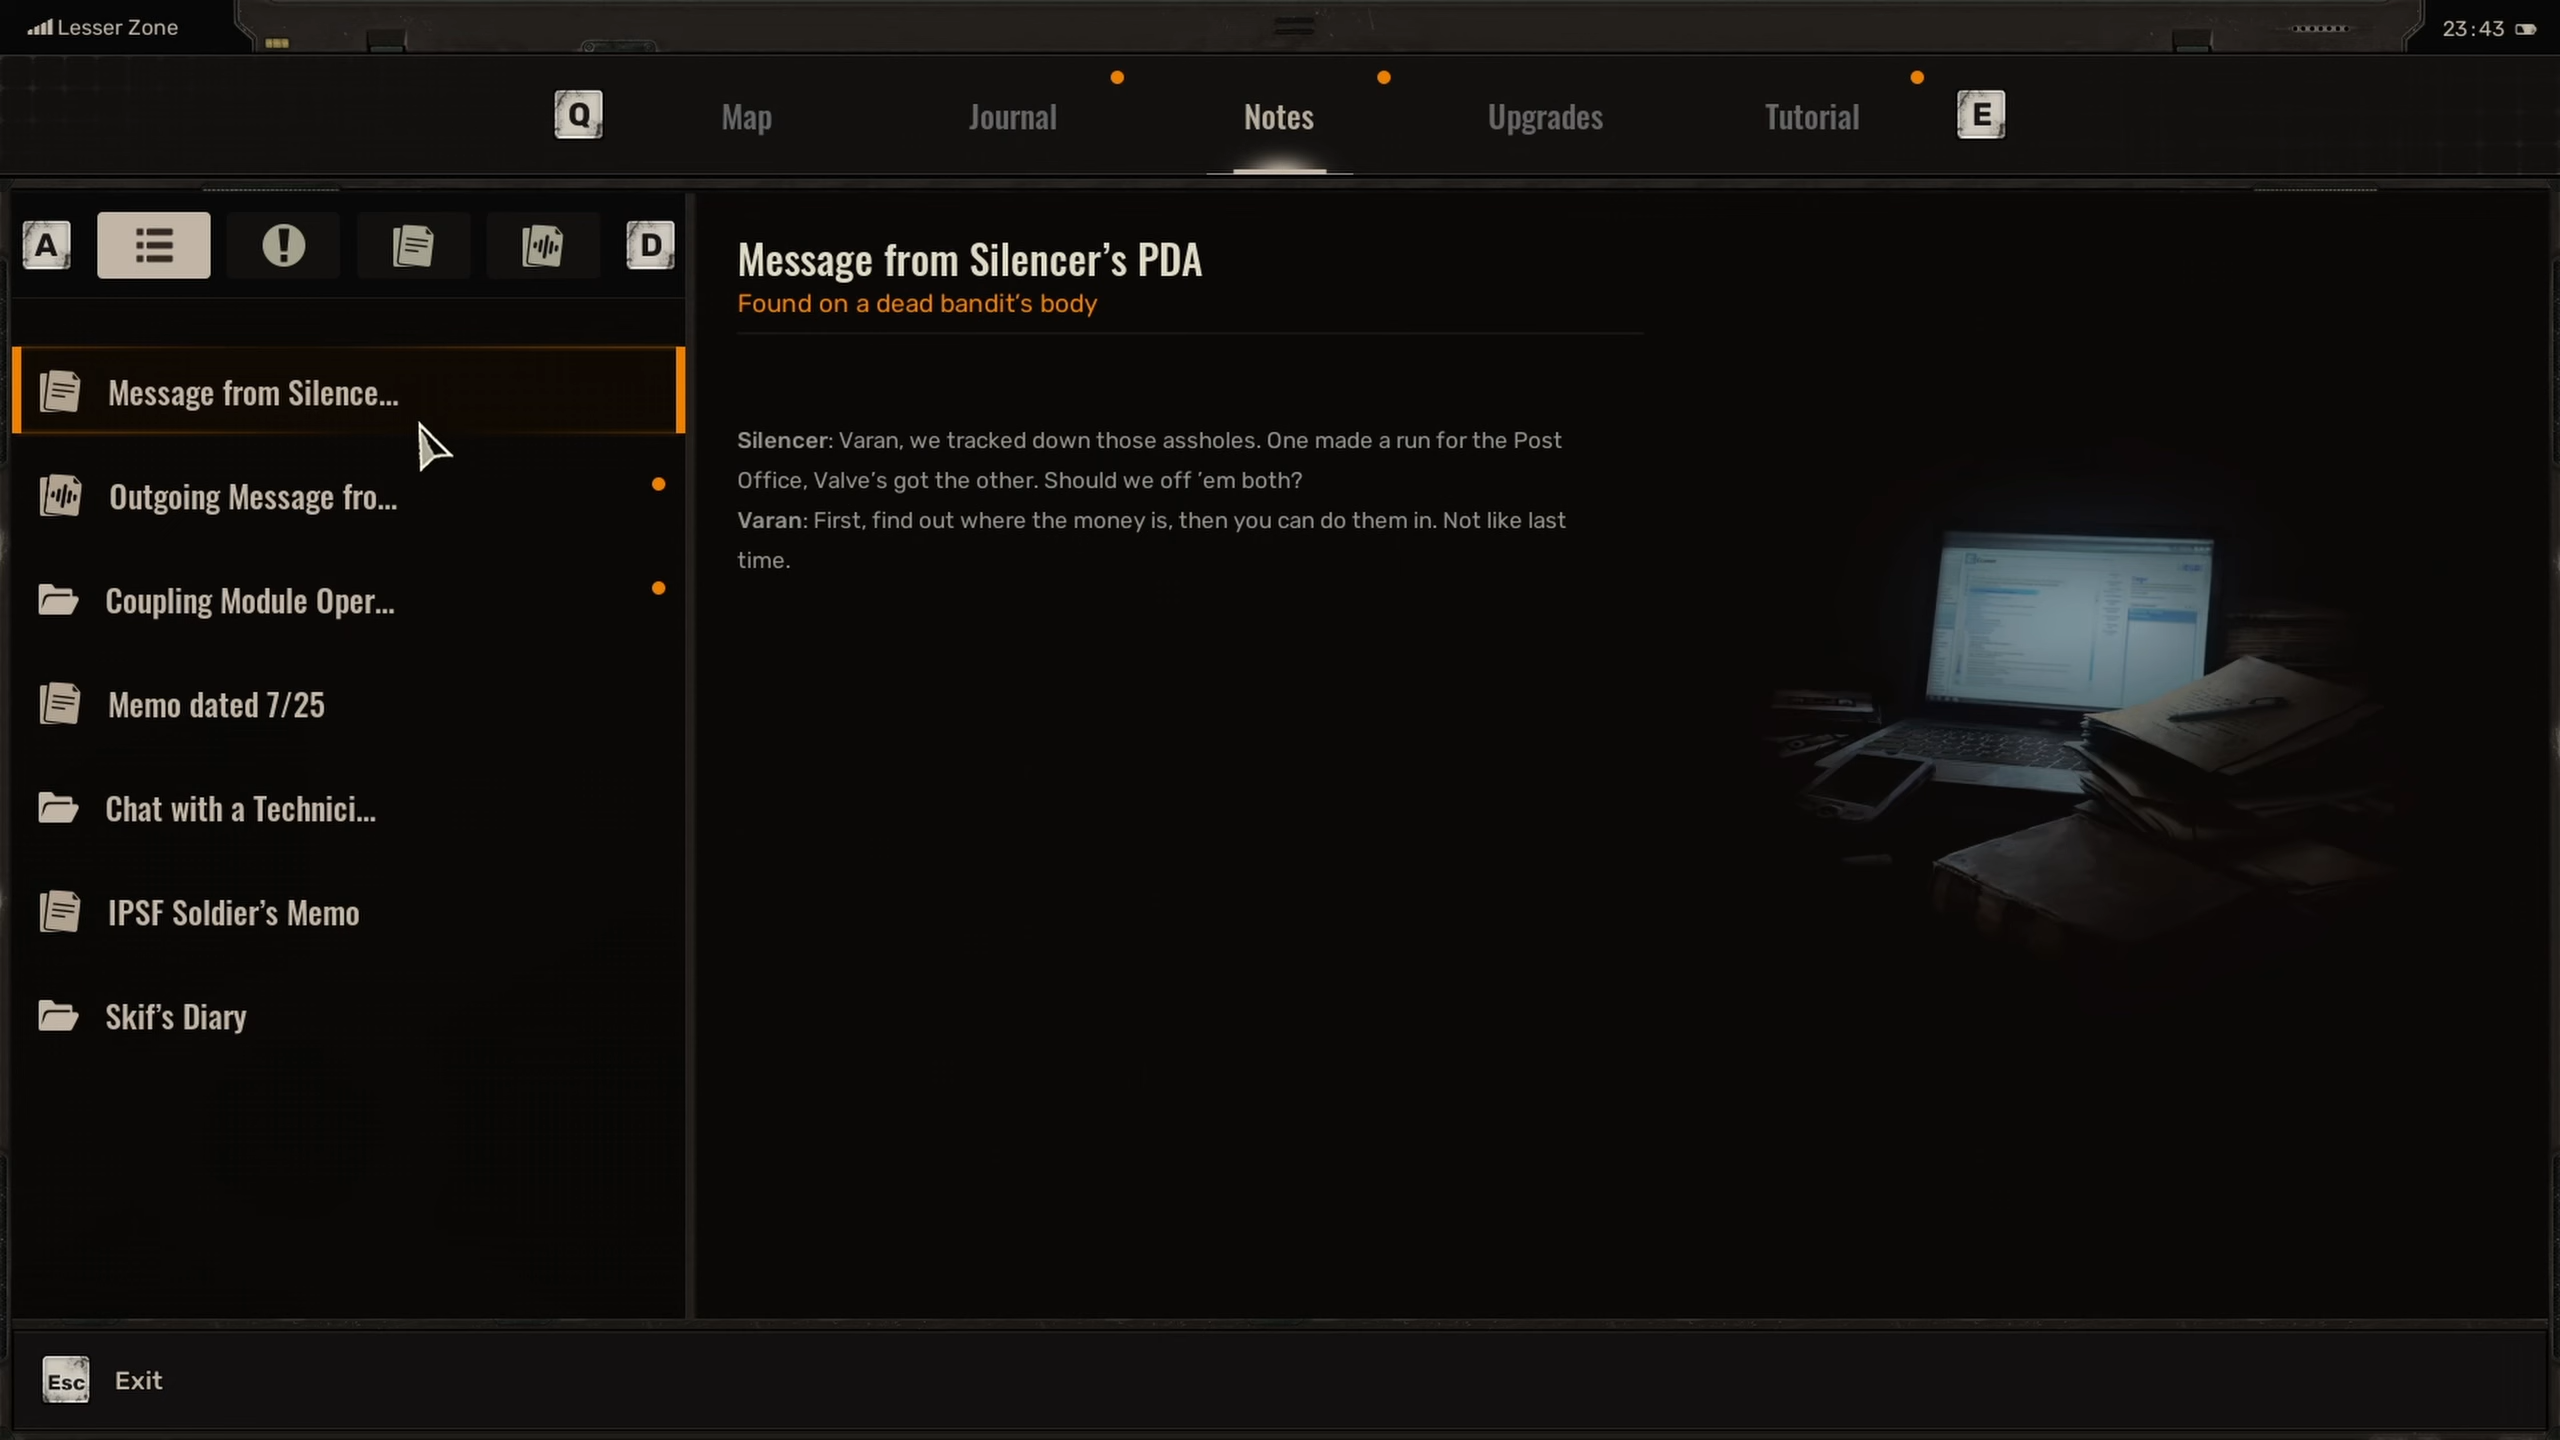 Lesser Zone
23:43
Q
Map
Journal
Notes
Upgrades
Tutorial
E
A
D
Message from Silence...
Outgoing Message fro...
Coupling Module Oper...
Memo dated 7/25
Chat with a Technici...
IPSF Soldier’s Memo
Skif’s Diary
Message from Silencer’s PDA
Found on a dead bandit’s body
Silencer: Varan, we tracked down those assholes. One made a run for the Post
Office, Valve’s got the other. Should we off ’em both?
Varan: First, find out where the money is, then you can do them in. Not like last
time.
Esc
Exit